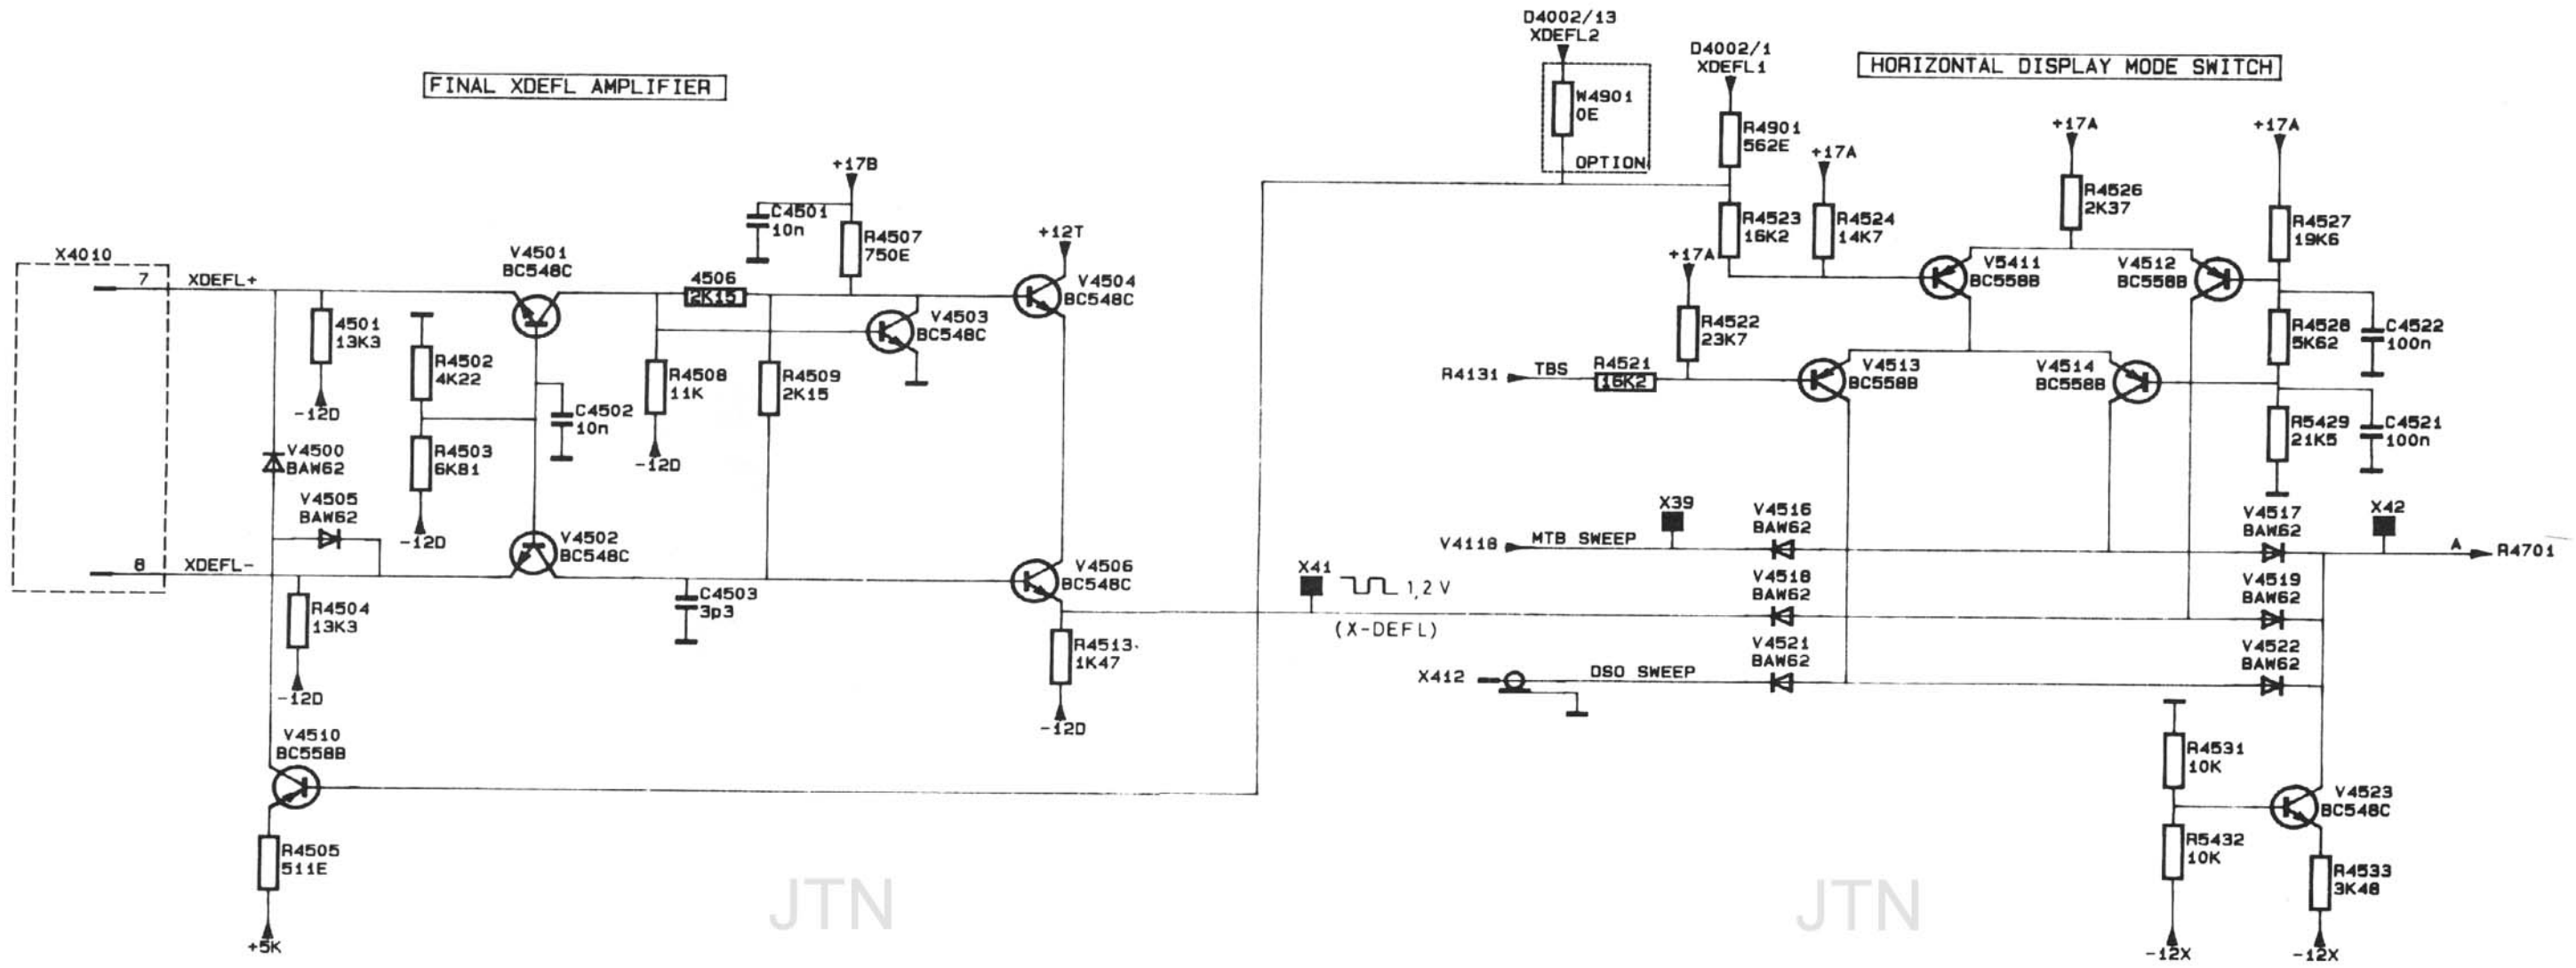 FINAL XDEFL AMPLIFIER
D4002/13
XDEFL2
D4002/1
XDEFL1
HORIZONTAL DISPLAY MODE SWITCH
W4901
0E
OPTION
R4901
562E
+17A
+17A
+17A
+17B
C4501
10n
R4507
750E
+12T
R4523
16K2
R4524
14K7
R4526
2K37
R4527
19K6
X4010
7
XDEFL+
V4501
BC548C
4506
2K15
V4504
BC548C
+17A
V5411
BC558B
V4512
BC558B
4501
13K3
-12D
R4502
4K22
V4503
BC548C
R4522
23K7
R4528
5K62
C4522
100n
R4508
11K
R4509
2K15
R4131
TBS
R4521
16K2
V4513
BC558B
V4514
BC558B
C4502
10n
R4503
6K81
-12D
-12D
V4500
BAW62
V4505
BAW62
R5429
21K5
C4521
100n
X39
X42
V4516
BAW62
V4517
BAW62
V4118
MTB SWEEP
A
R4701
8
XDEFL-
V4502
BC548C
V4506
BC548C
C4503
3p3
X41
1,2 V
(X-DEFL)
V4518
BAW62
V4519
BAW62
R4504
13K3
-12D
R4513
1K47
-12D
V4521
BAW62
V4522
BAW62
X412
DSO SWEEP
V4510
BC558B
R4531
10K
V4523
BC548C
R4505
511E
+5K
R5432
10K
R4533
3K48
-12X
-12X
JTN
JTN